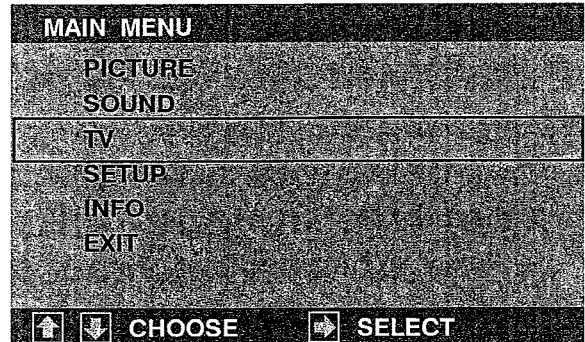 MAIN MENU
PICTURE
SOUND
TV
SETUP
INFO
EXIT
CHOOSE SELECT